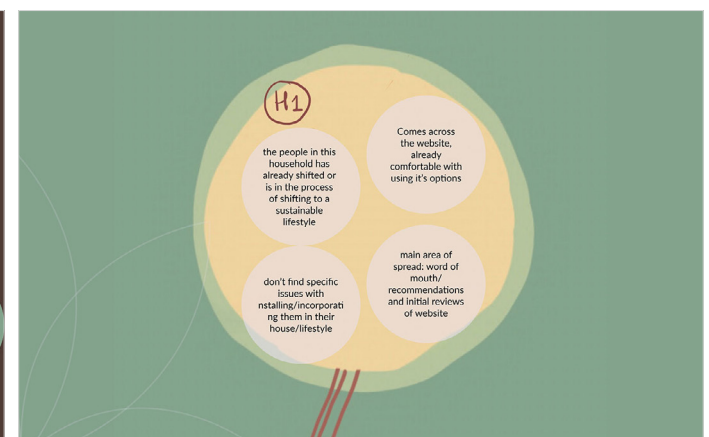 H1
the people in this
household has
already shifted or
is in the process
of shifting to a
sustainable
lifestyle
Comes across
the website,
already
comfortable with
using it's options
don't find specific
issues with
nstalling/incorporati
ng them in their
house/lifestyle
main area of
spread: word of
mouth/
recommendations
and initial reviews
of website